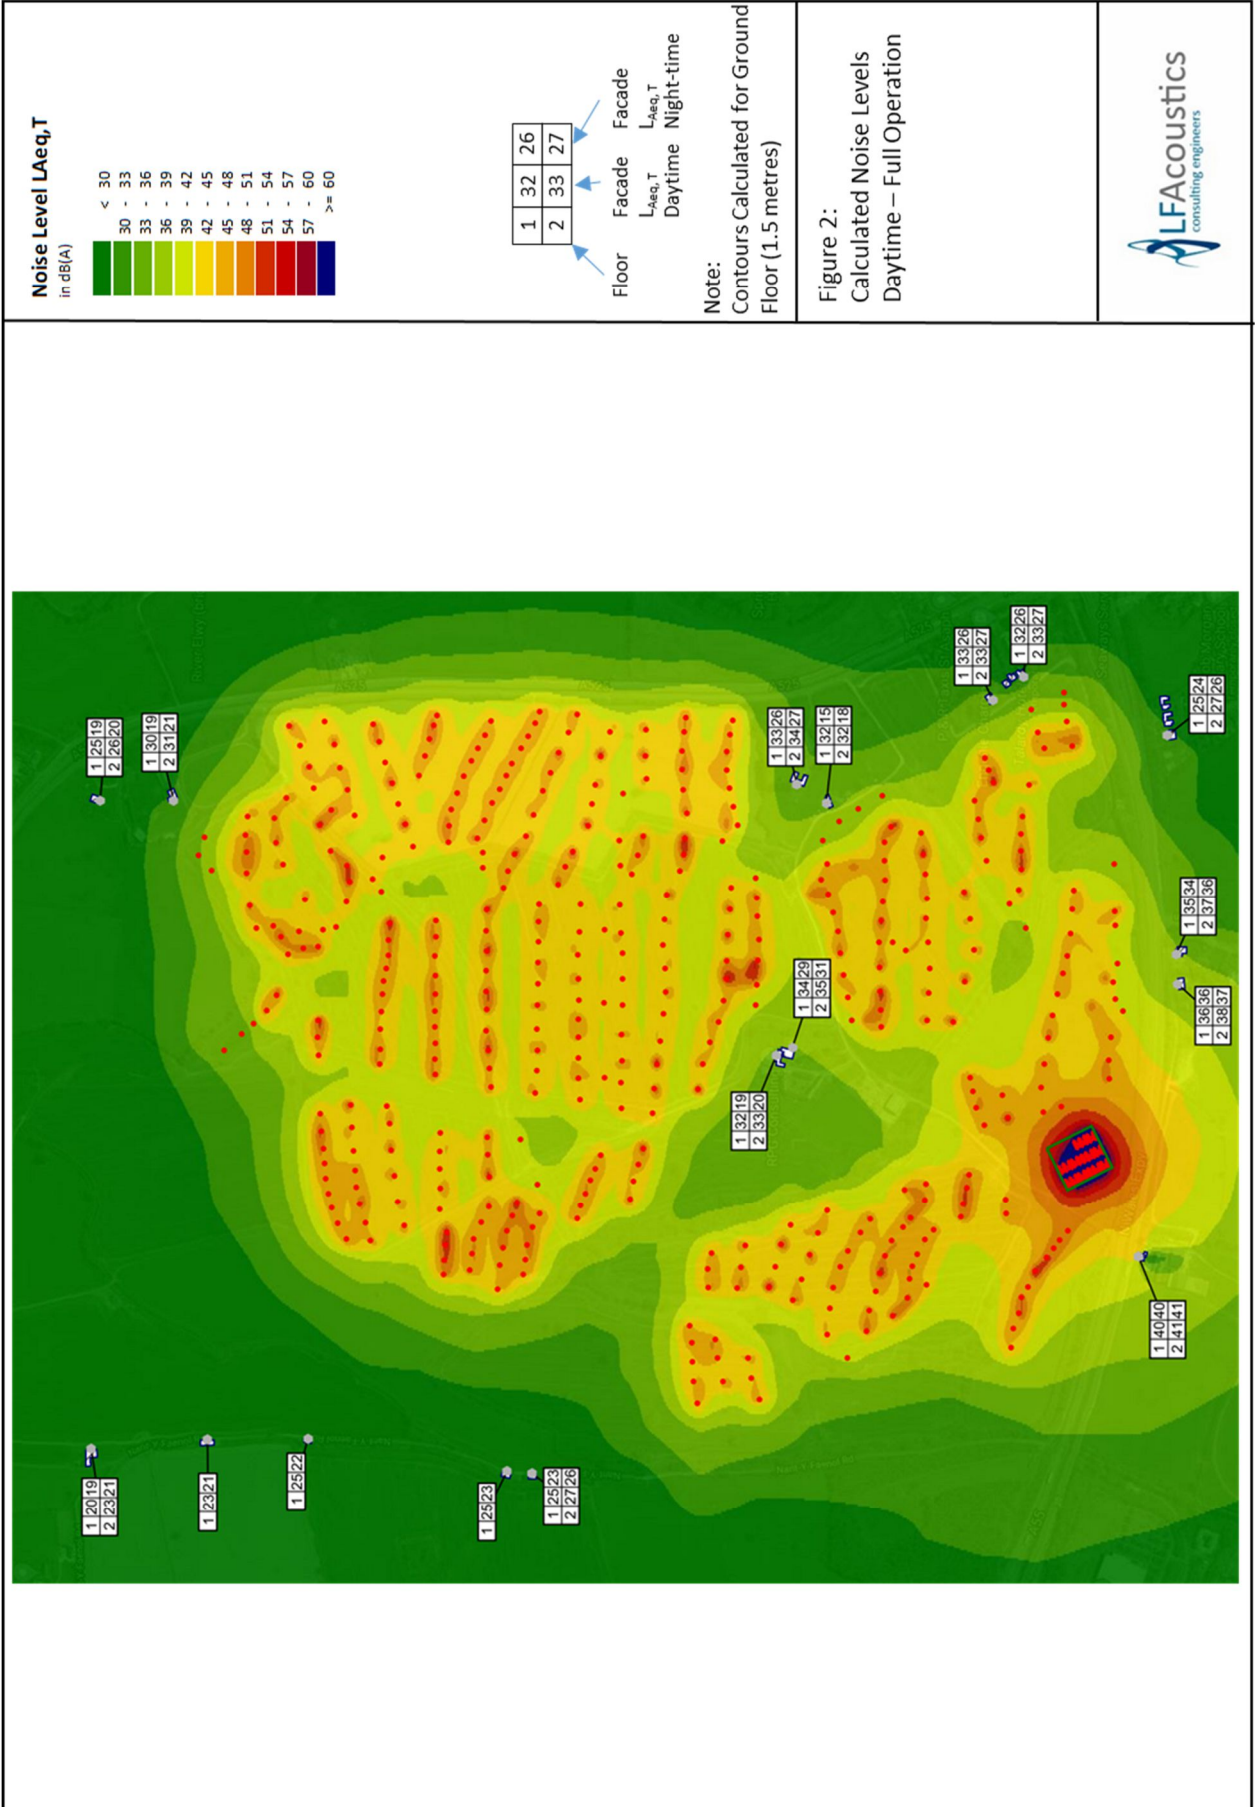 Noise Level LAeq,T
in dB(A)
< 30
30 - 33
33 - 36
36 - 39
39 - 42
42 - 45
45 - 48
48 - 51
51 - 54
54 - 57
57 - 60
>= 60
1 32 26
2 33 27
Floor
Facade
LAeq,T
Daytime
Facade
LAeq,T
Night-time
Note:
Contours Calculated for Ground
Floor (1.5 metres)
Figure 2:
Calculated Noise Levels
Daytime – Full Operation
LFAcoustics
consulting engineers
1 25 19
2 26 20
1 30 19
2 31 21
1 33 26
2 34 27
1 32 15
2 32 18
1 33 26
2 33 27
1 32 26
2 33 27
1 25 24
2 27 26
1 35 34
2 37 36
1 36 36
2 38 37
1 34 29
2 35 31
1 32 19
2 33 20
1 40 40
2 41 41
1 20 19
2 23 21
1 23 21
1 25 22
1 25 23
1 25 23
2 27 26